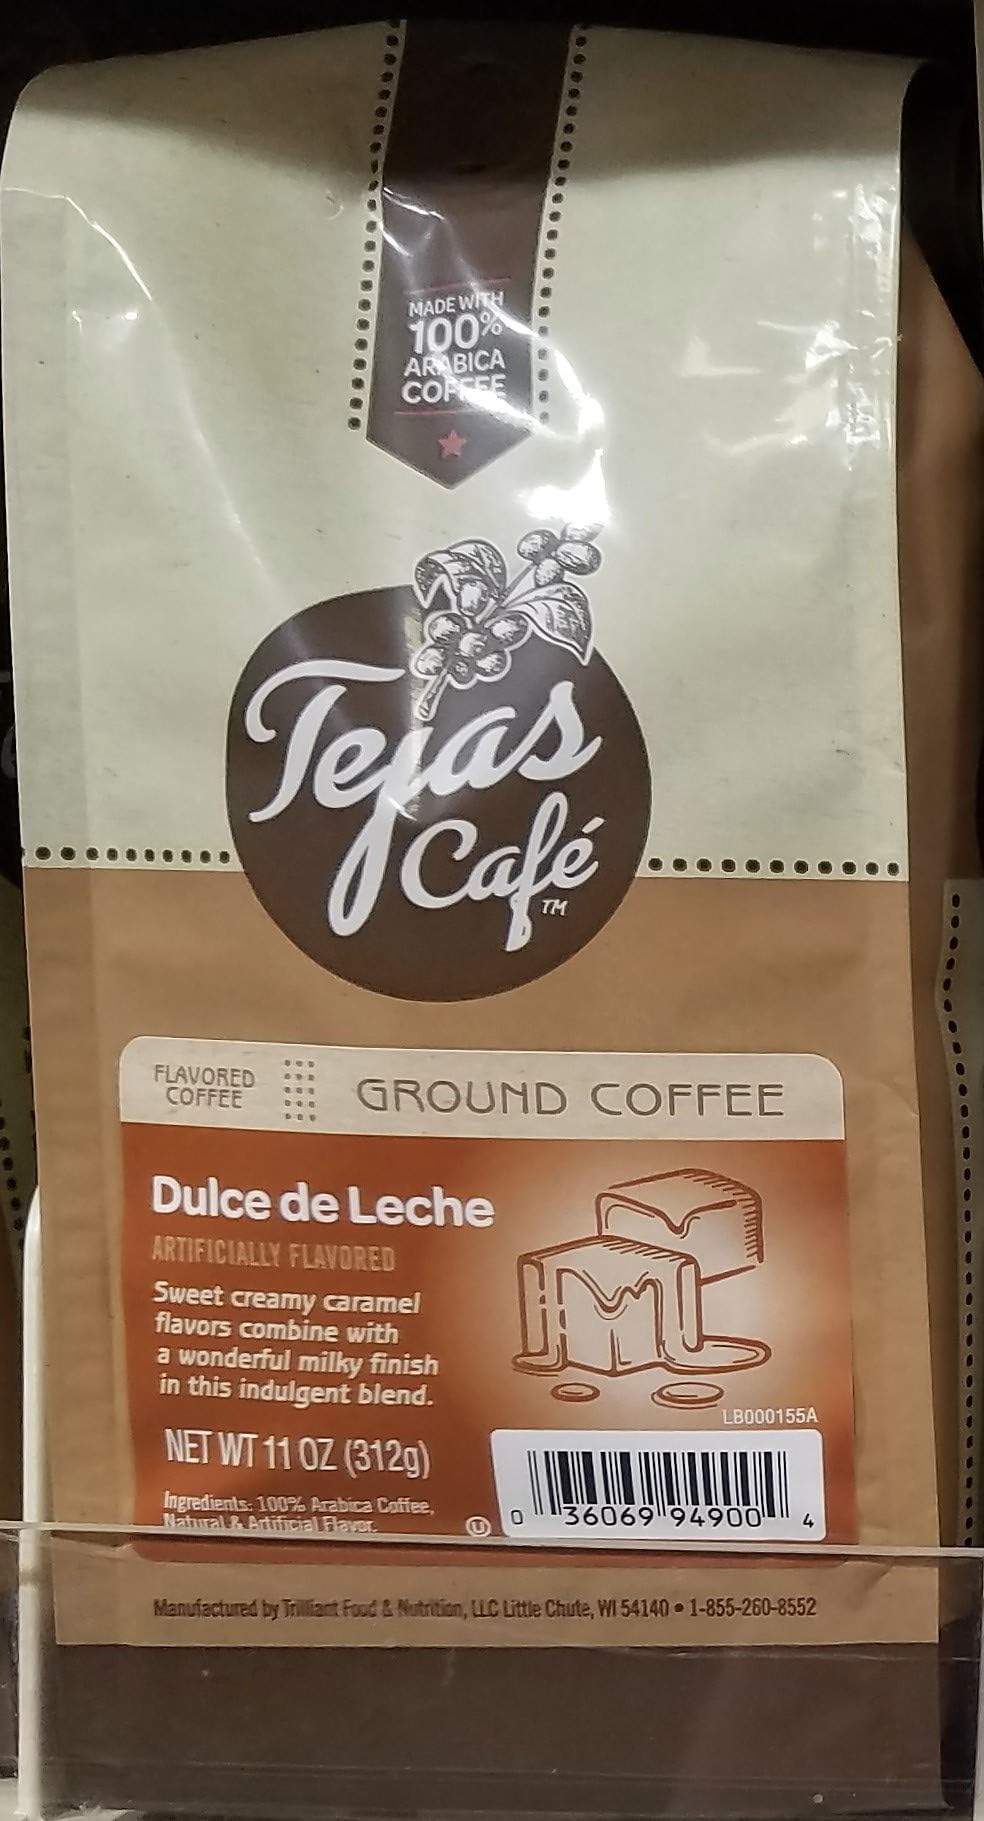 MADE WITH
100%
ARABICA
COFFEE
Tejas
Café
TM
FLAVORED
COFFEE
GROUND COFFEE
Dulce de Leche
ARTIFICIALLY FLAVORED
Sweet creamy caramel
flavors combine with
a wonderful milky finish
in this indulgent blend.
LB000155A
NET WT 11 OZ (312g)
Ingredients: 100% Arabica Coffee,
Natural & Artificial Flavor.
U
0 36069 94900 4
Manufactured by Trilliant Food & Nutrition, LLC Little Chute, WI 54140 • 1-855-260-8552